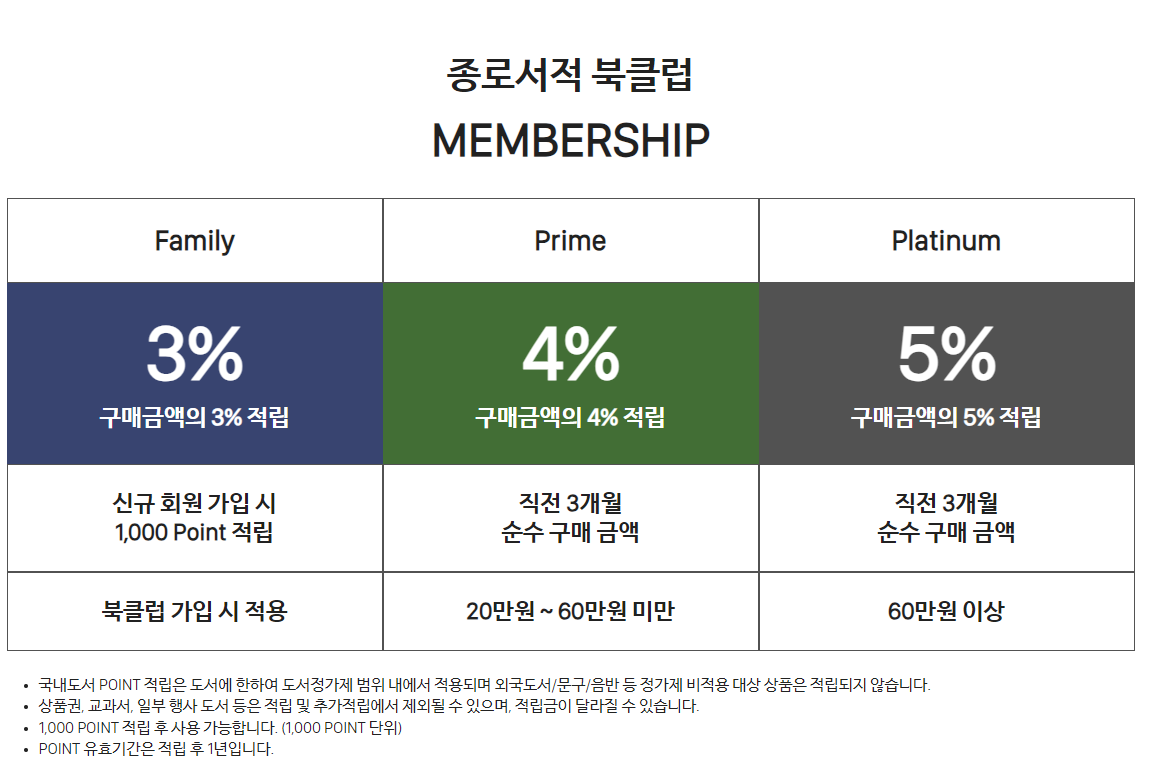 종로서적 북클럽
MEMBERSHIP
Family
Prime
Platinum
3%
구매금액의 3% 적립
4%
구매금액의 4% 적립
5%
구매금액의 5% 적립
신규 회원 가입 시
1,000 Point 적립
직전 3개월
순수 구매 금액
직전 3개월
순수 구매 금액
북클럽 가입 시 적용
20만원 ~ 60만원 미만
60만원 이상
• 국내도서 POINT 적립은 도서에 한하여 도서정가제 범위 내에서 적용되며 외국도서/문구/음반 등 정가제 비적용 대상 상품은 적립되지 않습니다.
• 상품권, 교과서, 일부 행사 도서 등은 적립 및 추가적립에서 제외될 수 있으며, 적립금이 달라질 수 있습니다.
• 1,000 POINT 적립 후 사용 가능합니다. (1,000 POINT 단위)
• POINT 유효기간은 적립 후 1년입니다.